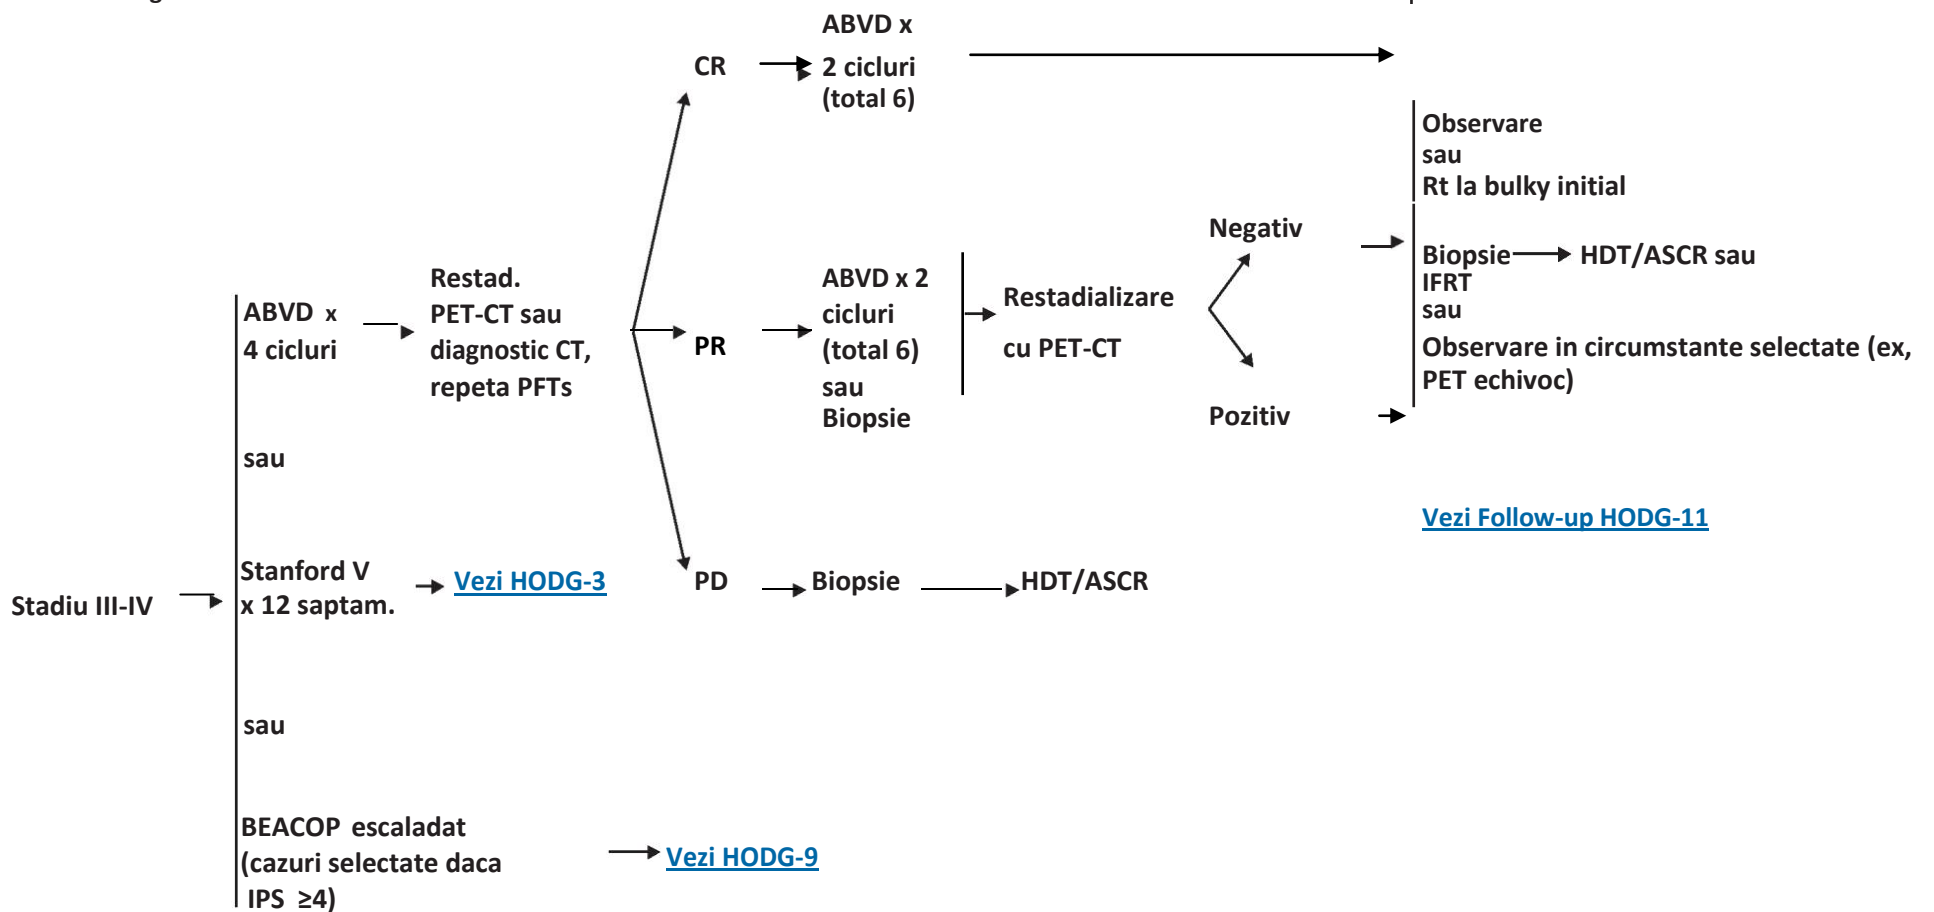 Stadiu III-IV
ABVD x
4 cicluri
sau
Stanford V
x 12 saptam.
sau
BEACOP escaladat
(cazuri selectate daca
IPS ≥4)
Restad.
PET-CT sau
diagnostic CT,
repeta PFTs
Vezi HODG-3
Vezi HODG-9
CR
ABVD x
2 cicluri
(total 6)
PR
ABVD x 2
cicluri
(total 6)
sau
Biopsie
Restadializare
cu PET-CT
Negativ
Pozitiv
Observare
sau
Rt la bulky initial
Biopsie
HDT/ASCR sau
IFRT
sau
Observare in circumstante selectate (ex,
PET echivoc)
Vezi Follow-up HODG-11
PD
Biopsie
HDT/ASCR